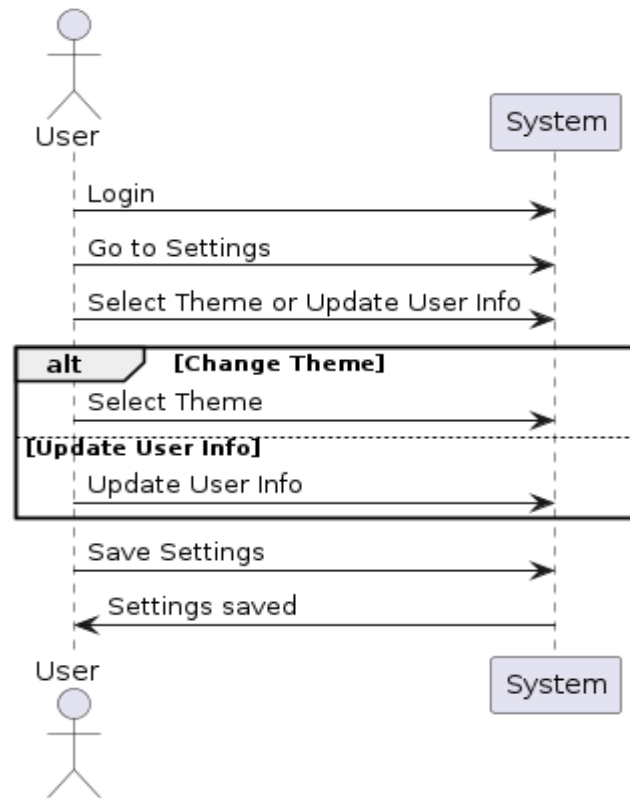 User
System
Login
Go to Settings
Select Theme or Update User Info
alt [Change Theme]
Select Theme
[Update User Info]
Update User Info
Save Settings
Settings saved
User
System